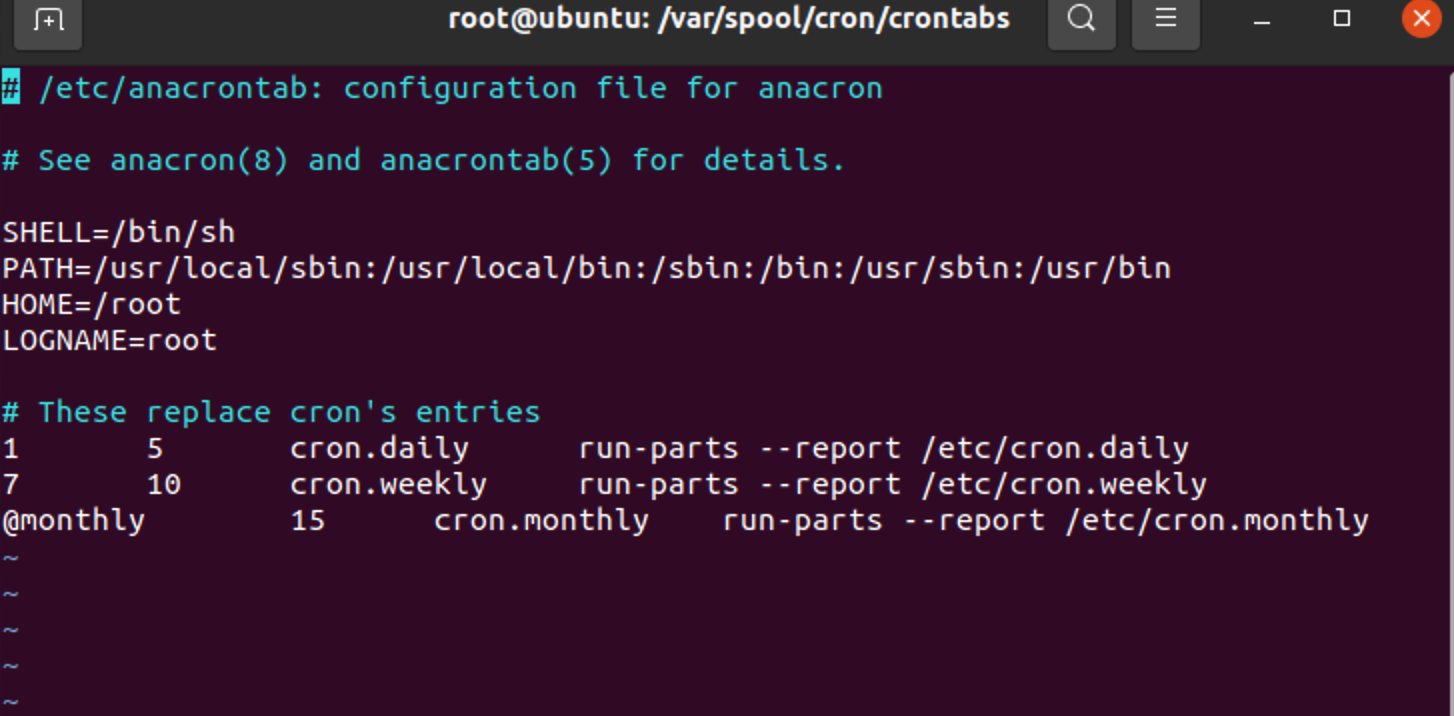 root@ubuntu: /var/spool/cron/crontabs
# /etc/anacrontab: configuration file for anacron
# See anacron(8) and anacrontab(5) for details.
SHELL=/bin/sh
PATH=/usr/local/sbin:/usr/local/bin:/sbin:/bin:/usr/sbin:/usr/bin
HOME=/root
LOGNAME=root
# These replace cron's entries
1 5 cron.daily run-parts --report /etc/cron.daily
7 10 cron.weekly run-parts --report /etc/cron.weekly
@monthly 15 cron.monthly run-parts --report /etc/cron.monthly
~
~
~
~
~